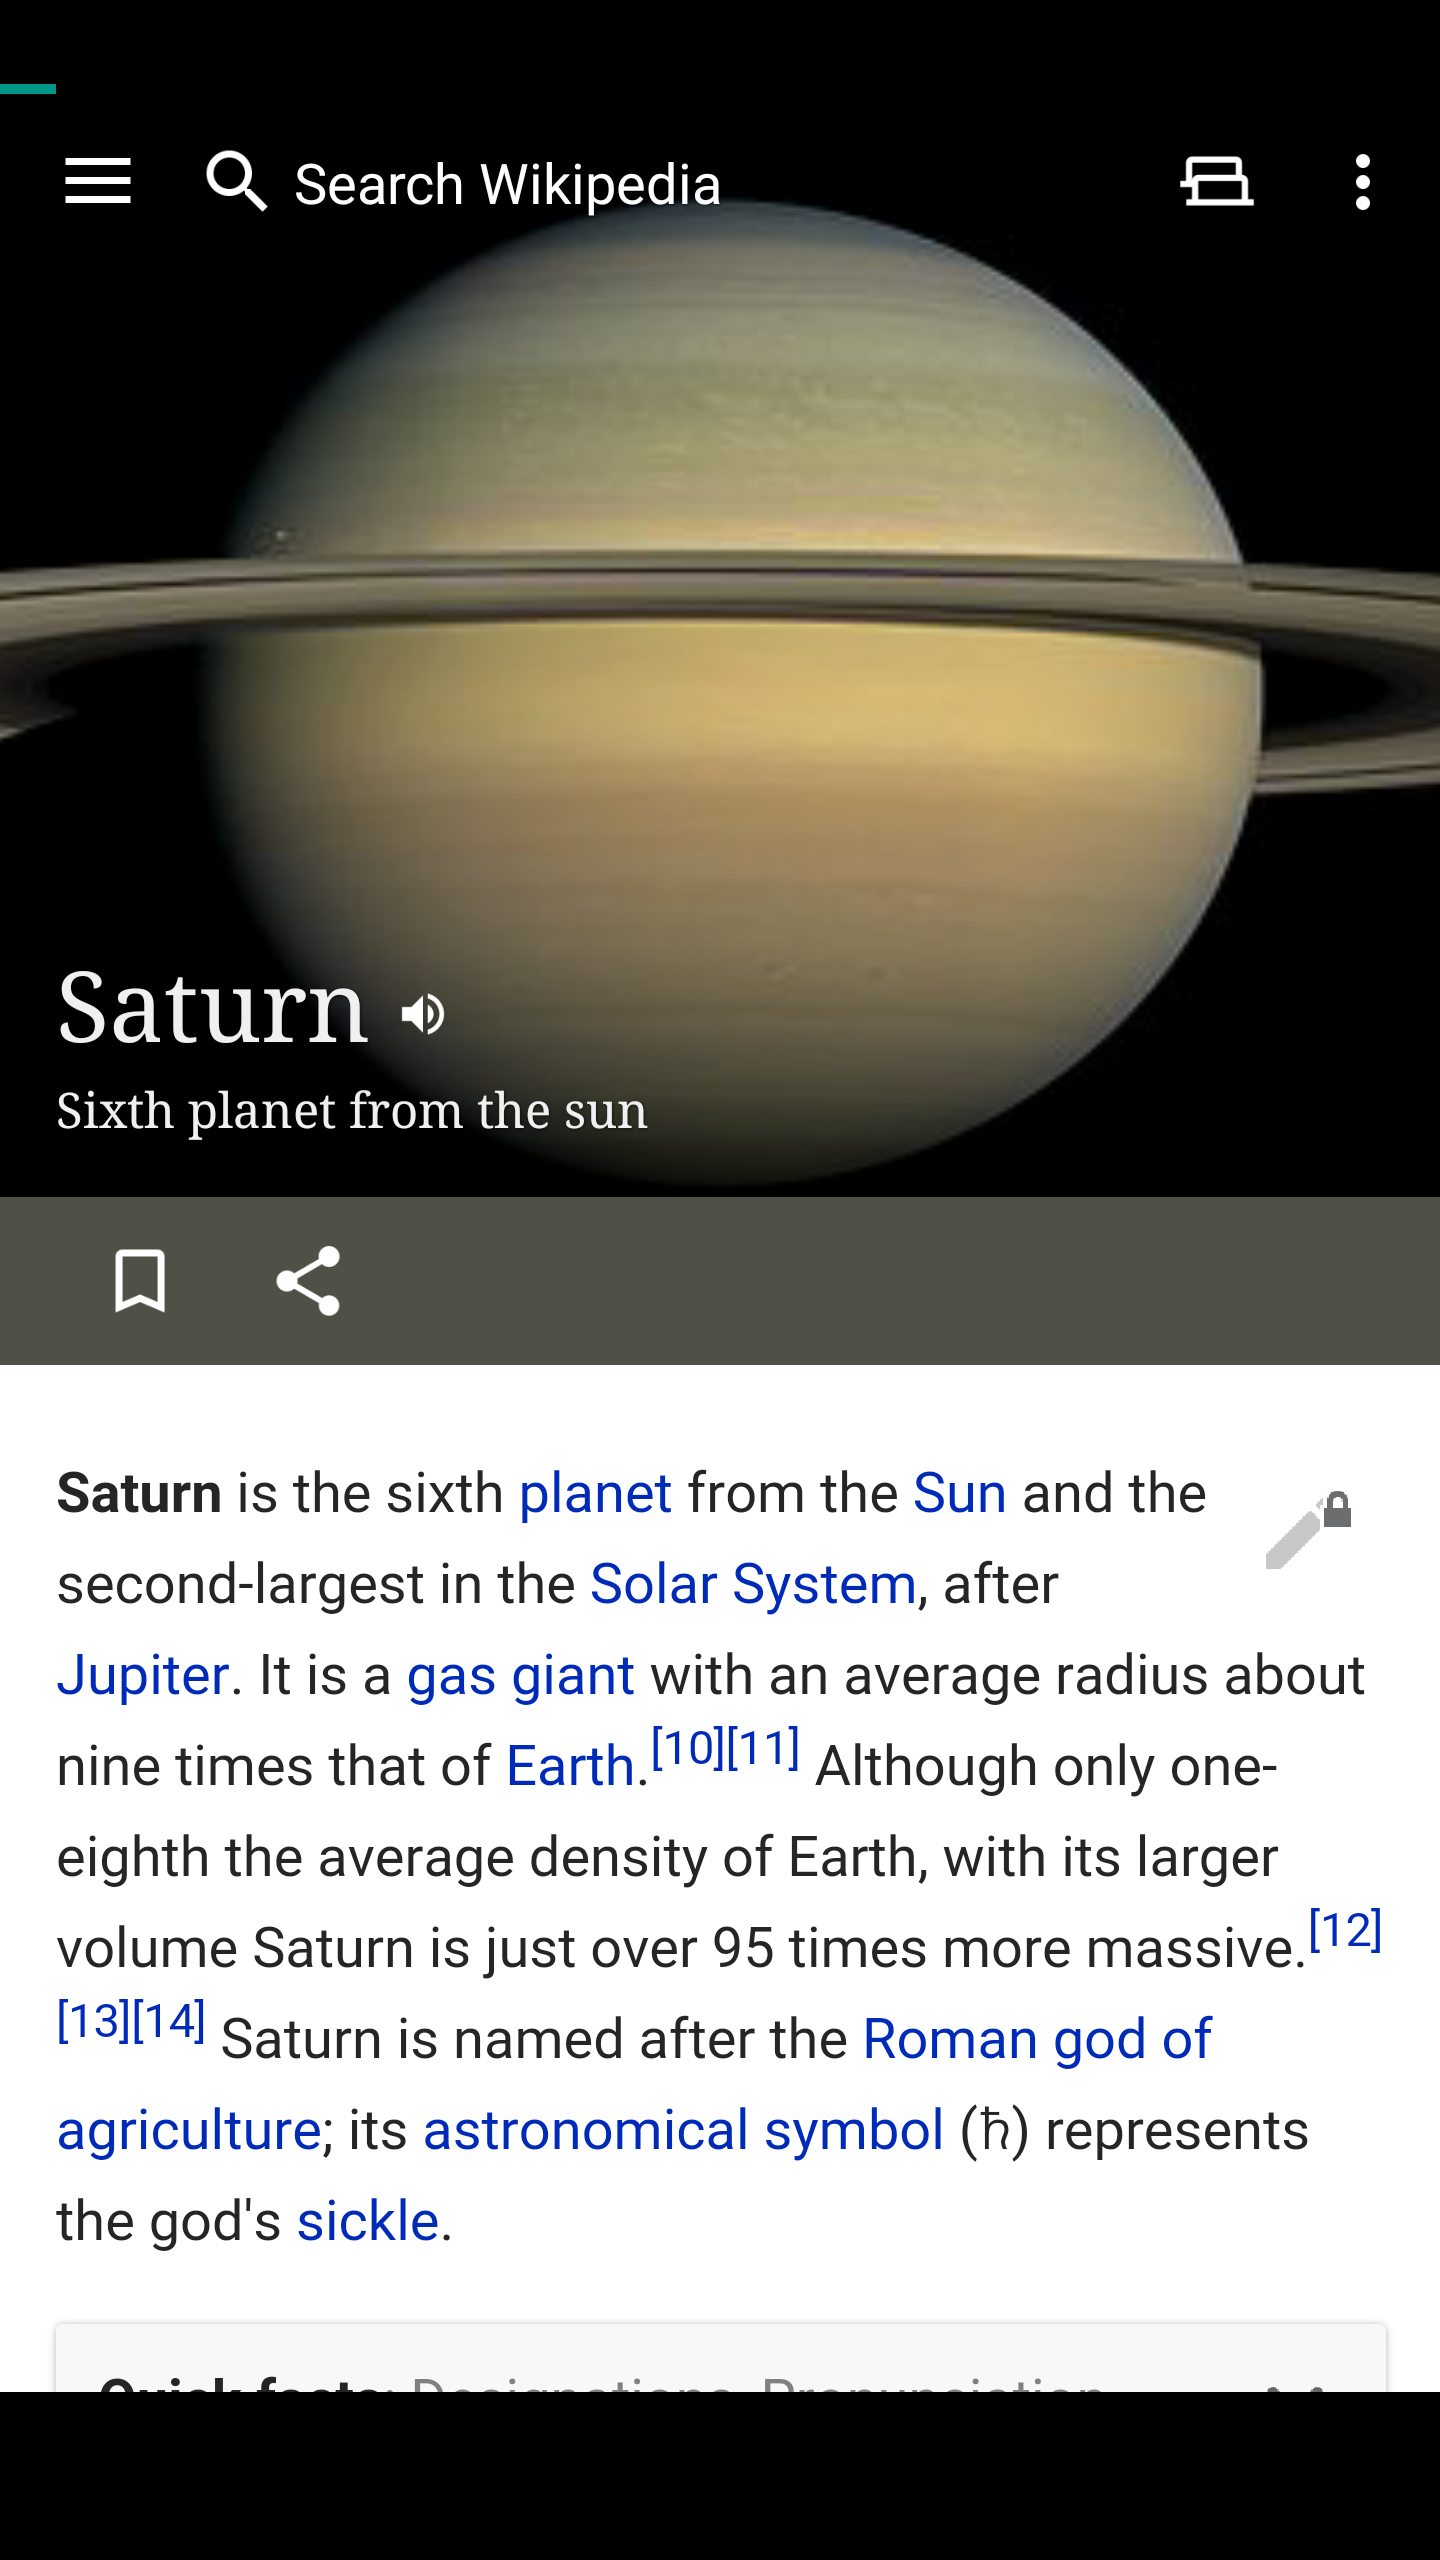 Search Wikipedia
Saturn
Sixth planet from the sun
Saturn is the sixth planet from the Sun and the
second-largest in the Solar System, after
Jupiter. It is a gas giant with an average radius about
nine times that of Earth.[10][11] Although only one-
eighth the average density of Earth, with its larger
volume Saturn is just over 95 times more massive.[12]
[13][14] Saturn is named after the Roman god of
agriculture; its astronomical symbol (♄) represents
the god's sickle.
Quick facts: Designations, Pronunciation